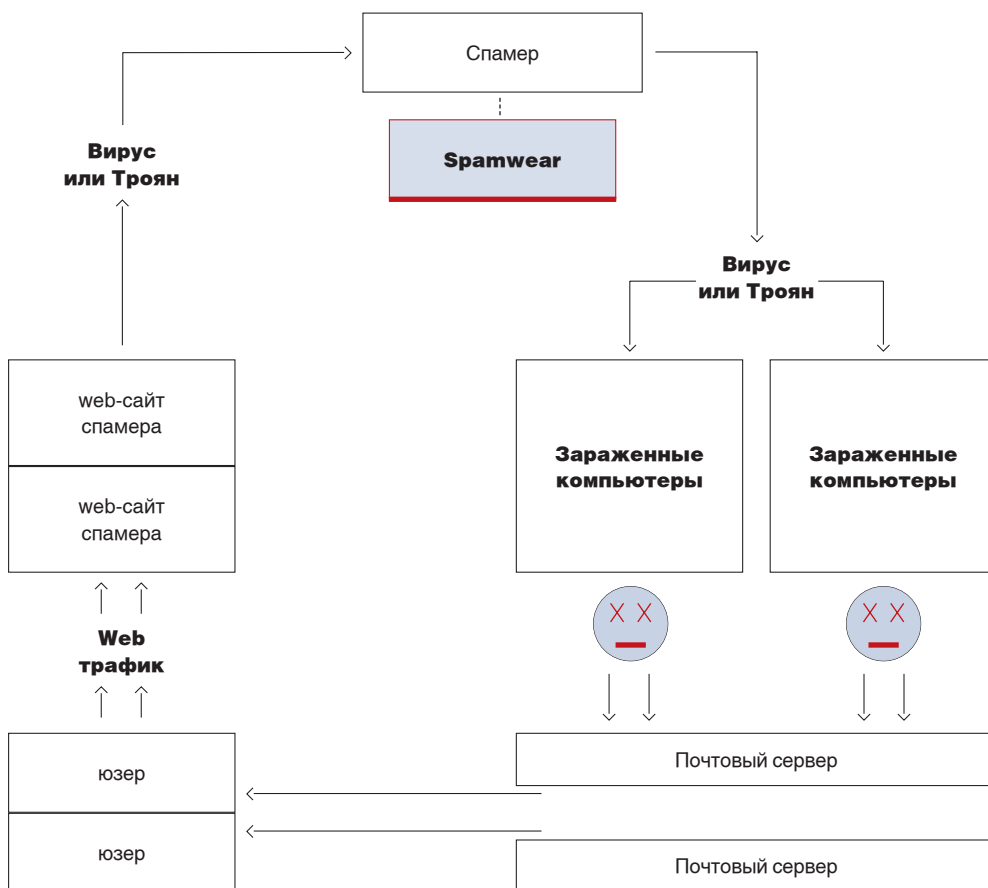 Спамер
Spamwear
Вирус
или Троян
Вирус
или Троян
web-сайт
спамера
web-сайт
спамера
Зараженные
компьютеры
Зараженные
компьютеры
Web
трафик
юзер
юзер
Почтовый сервер
Почтовый сервер